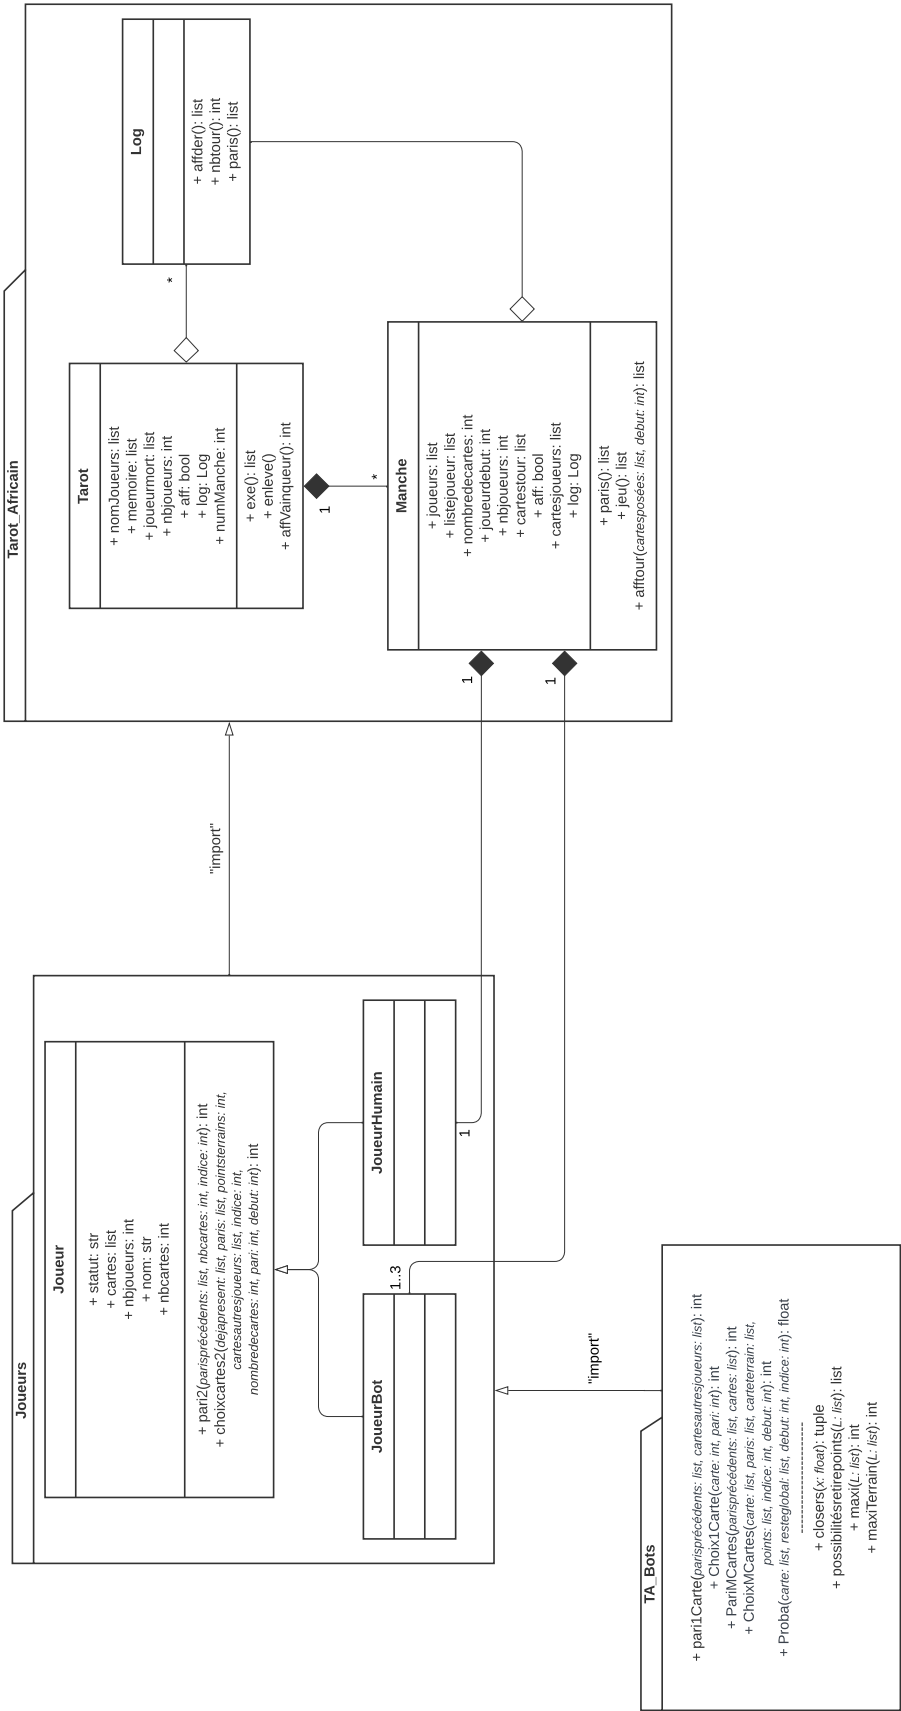 Tarot_Africain
Log
+ affder(): list
+ nbtour(): int
+ paris(): list
*
Tarot
+ nomJoueurs: list
+ memoire: list
+ joueurmort: list
+ nbjoueurs: int
+ aff: bool
+ log: Log
+ numManche: int
+ exe(): list
+ enleve()
+ affVainqueur(): int
1
*
Manche
+ joueurs: list
+ listejoueur: list
+ nombredecartes: int
+ joueurdebut: int
+ nbjoueurs: int
+ cartestour: list
+ aff: bool
+ cartesjoueurs: list
+ log: Log
+ paris(): list
+ jeu(): list
+ afftour(cartesposées: list, debut: int): list
1
1
"import"
Joueurs
Joueur
+ statut: str
+ cartes: list
+ nbjoueurs: int
+ nom: str
+ nbcartes: int
+ pari2(parisprécédents: list, nbcartes: int, indice: int): int
+ choixcartes2(dejapresent: list, paris: list, pointsterrains: int,
cartesautresjoueurs: list, indice: int,
nombredecartes: int, pari: int, debut: int): int
JoueurHumain
1
JoueurBot
1..3
"import"
TA_Bots
+ pari1Carte(parisprécédents: list, cartesautresjoueurs: list): int
+ Choix1Carte(carte: int, pari: int): int
+ PariMCartes(parisprécédents: list, cartes: list): int
+ ChoixMCartes(carte: list, paris: list, carteterrain: list,
points: list, indice: int, debut: int): int
+ Proba(carte: list, resteglobal: list, debut: int, indice: int): float
---------------------------
+ closers(x: float): tuple
+ possibilitésretirepoints(L: list): list
+ maxi(L: list): int
+ maxiTerrain(L: list): int